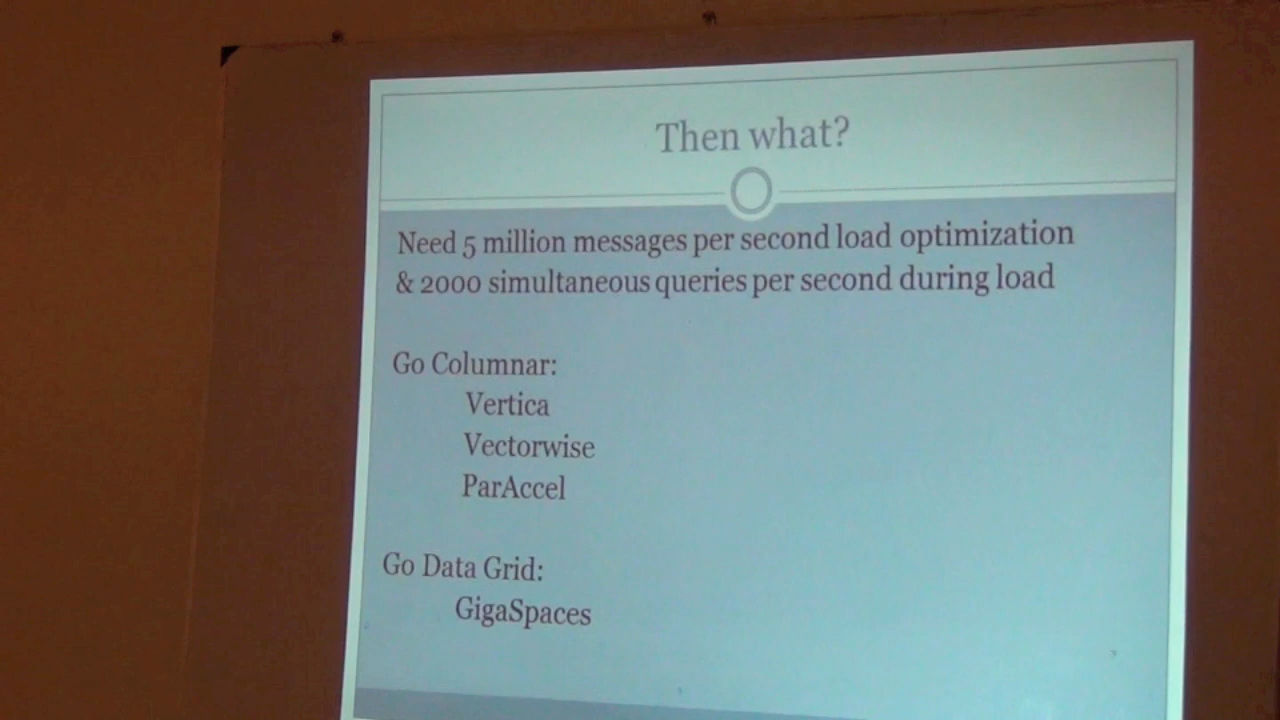 Then what?
Need 5 million messages per second load optimization
& 2000 simultaneous queries per second during load
Go Columnar:
Vertica
Vectorwise
ParAccel
Go Data Grid:
GigaSpaces